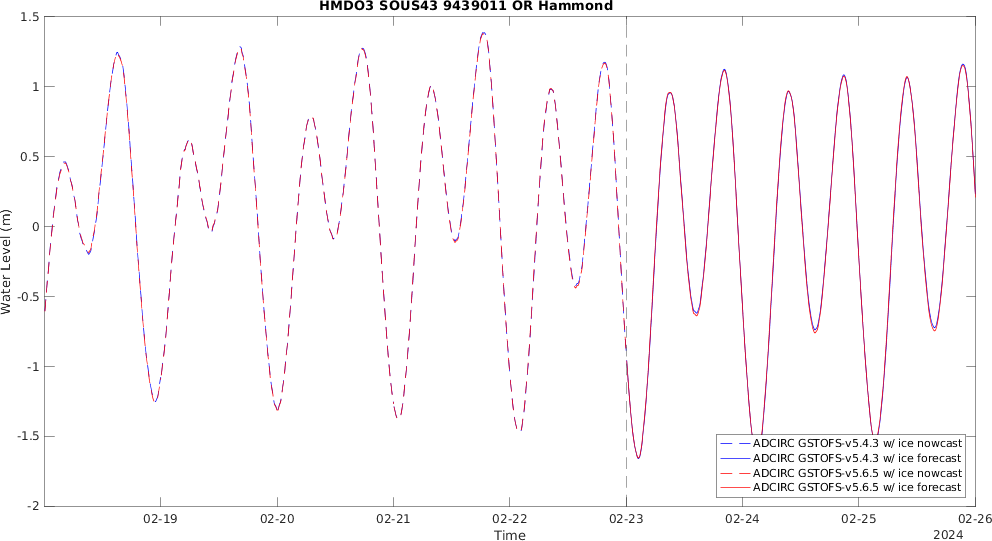 HMDO3 SOUS43 9439011 OR Hammond
1.5
1
0.5
0
-0.5
-1
-1.5
-2
Water Level (m)
02-19
02-20
02-21
02-22
02-23
02-24
02-25
02-26
Time
2024
ADCIRC GSTOFS-v5.4.3 w/ ice nowcast
ADCIRC GSTOFS-v5.4.3 w/ ice forecast
ADCIRC GSTOFS-v5.6.5 w/ ice nowcast
ADCIRC GSTOFS-v5.6.5 w/ ice forecast